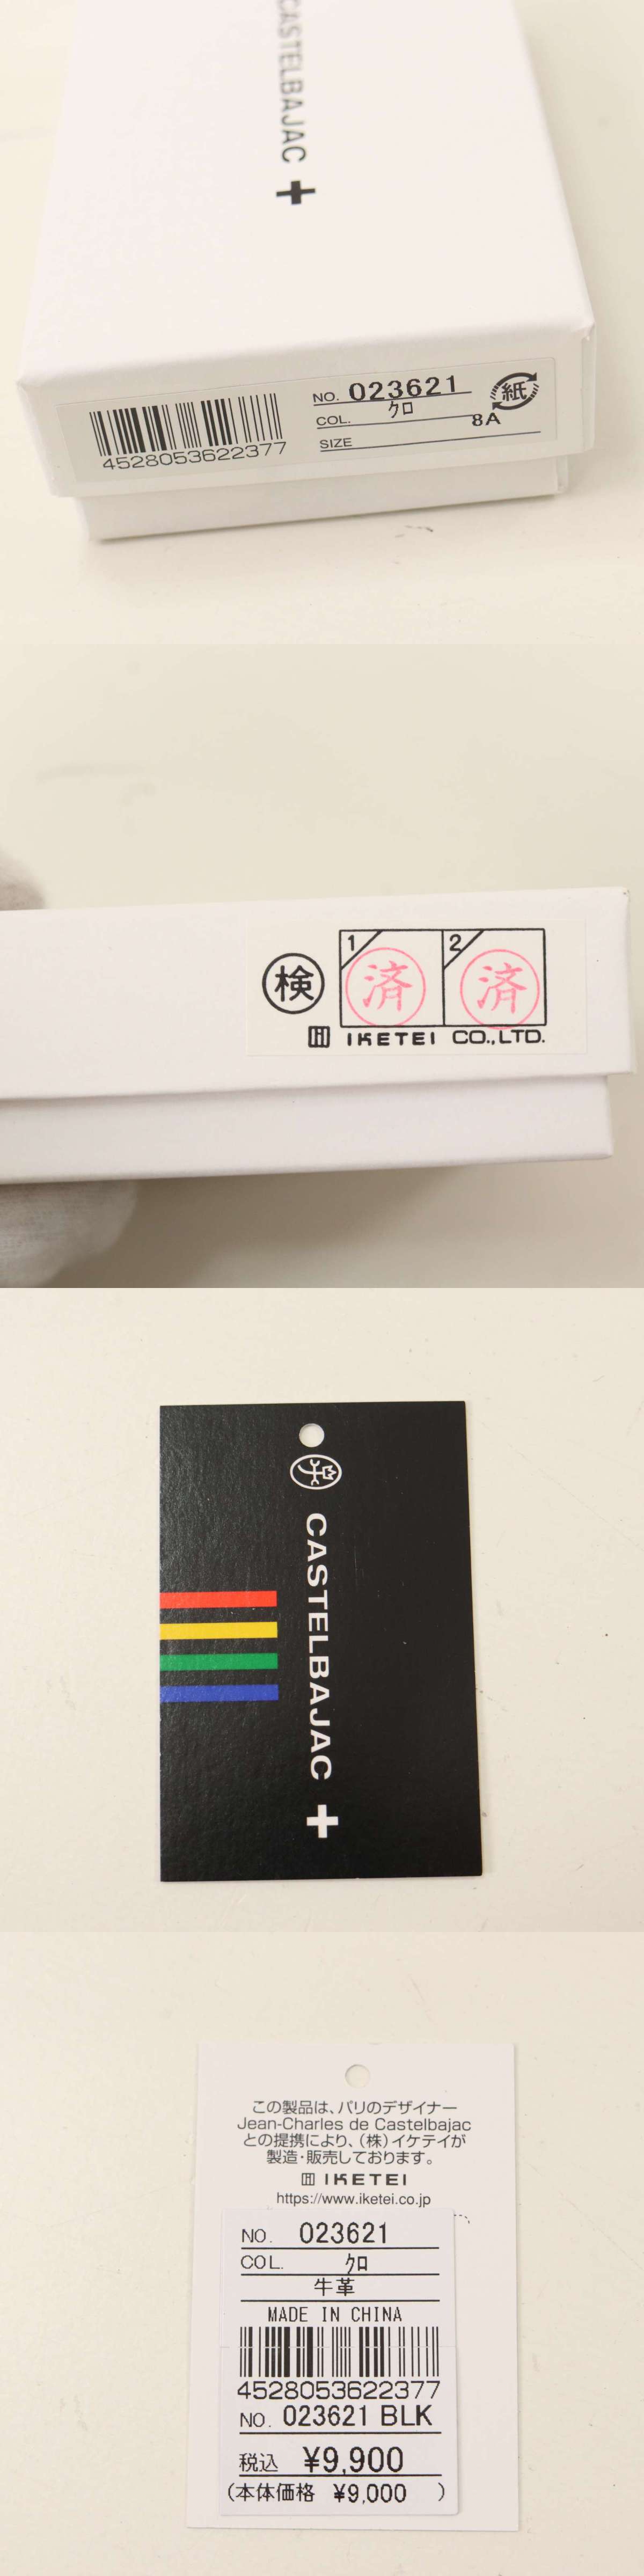 CASTELBAJAC +
4528053622377
NO. 023621
COL. クロ
8A
SIZE
紙
検
1 済
2 済
IKETEI CO.,LTD.
CASTELBAJAC +
この製品は、パリのデザイナー
Jean-Charles de Castelbajac
との提携により、(株)イケテイが
製造・販売しております。
IKETEI
https://www.iketei.co.jp
NO. 023621
COL. クロ
牛革
MADE IN CHINA
4528053622377
NO. 023621 BLK
税込 ¥9,900
(本体価格 ¥9,000 )